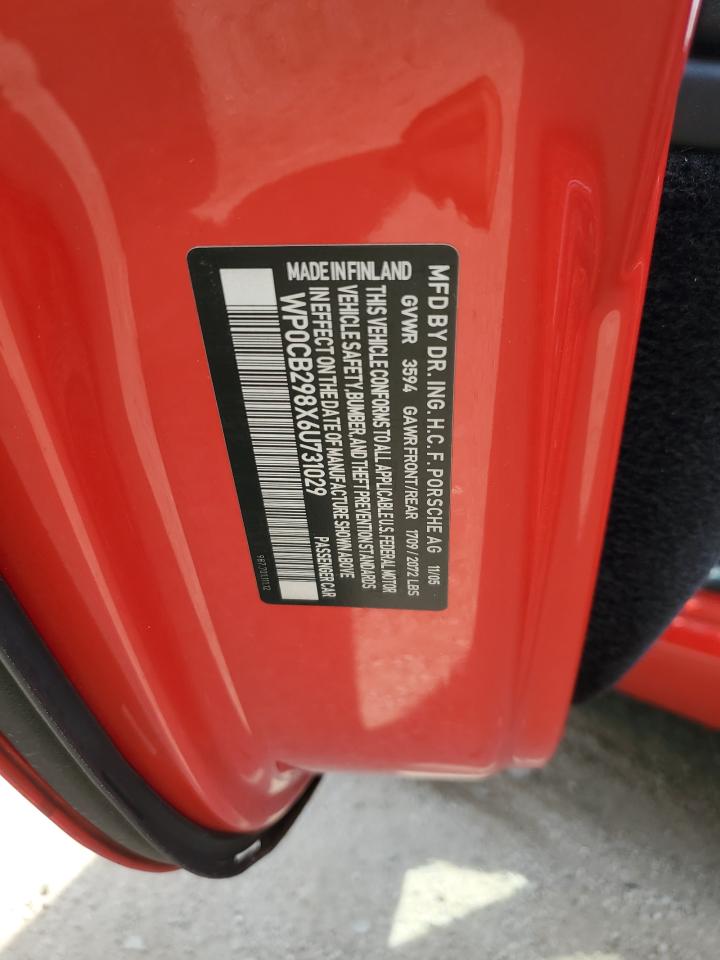 MFD BY DR. ING. H.C. F. PORSCHE AG 11/05
GVWR 3594 GAWR FRONT/REAR 1709 / 2072 LBS
MADE IN FINLAND
THIS VEHICLE CONFORMS TO ALL APPLICABLE U.S. FEDERAL MOTOR
VEHICLE SAFETY, BUMBER, AND THEFT PREVENTION STANDARDS
IN EFFECT ON THE DATE OF MANUFACTURE SHOWN ABOVE
WP0CB298X6U731029 PASSENGER CAR